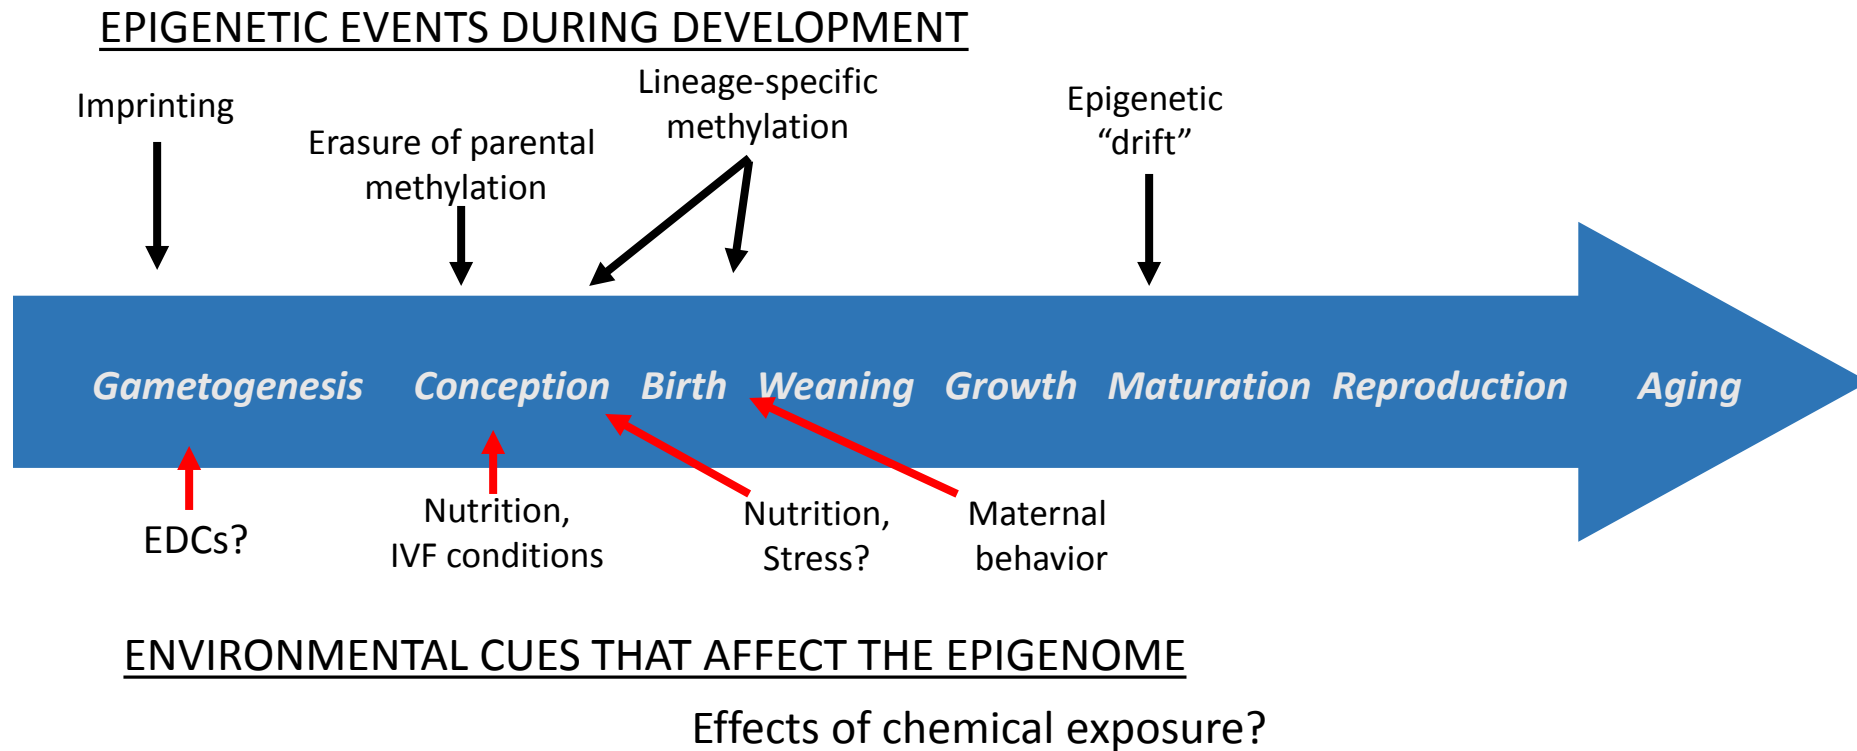 EPIGENETIC EVENTS DURING DEVELOPMENT
Imprinting
Erasure of parental
methylation
Lineage-specific
methylation
Epigenetic
“drift”
Gametogenesis Conception Birth Weaning Growth Maturation Reproduction Aging
EDCs?
Nutrition,
IVF conditions
Nutrition,
Stress?
Maternal
behavior
ENVIRONMENTAL CUES THAT AFFECT THE EPIGENOME
Effects of chemical exposure?